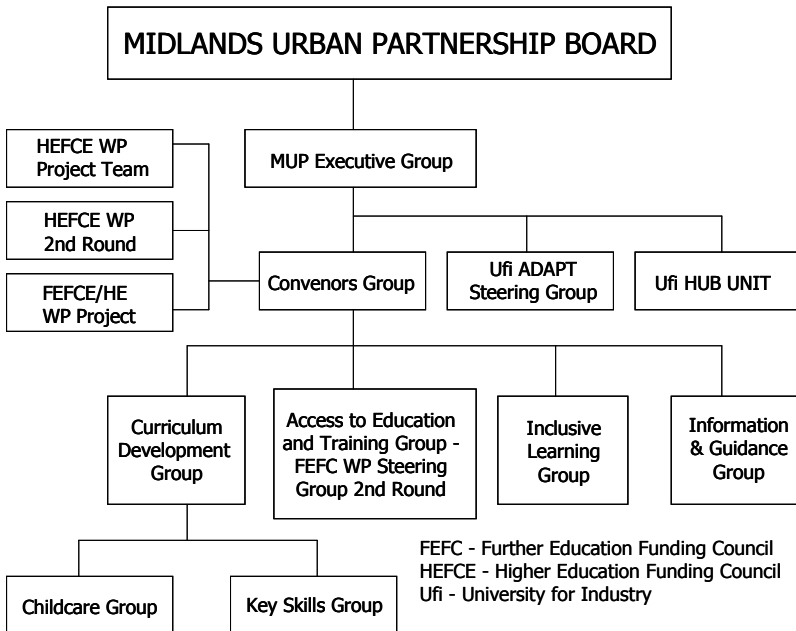 MIDLANDS URBAN PARTNERSHIP BOARD
HEFCE WP
Project Team
MUP Executive Group
HEFCE WP
2nd Round
FEFCE/HE
WP Project
Convenors Group
Ufi ADAPT
Steering Group
Ufi HUB UNIT
Curriculum
Development
Group
Access to Education
and Training Group -
FEFC WP Steering
Group 2nd Round
Inclusive
Learning
Group
Information
& Guidance
Group
Childcare Group
Key Skills Group
FEFC - Further Education Funding Council
HEFCE - Higher Education Funding Council
Ufi - University for Industry